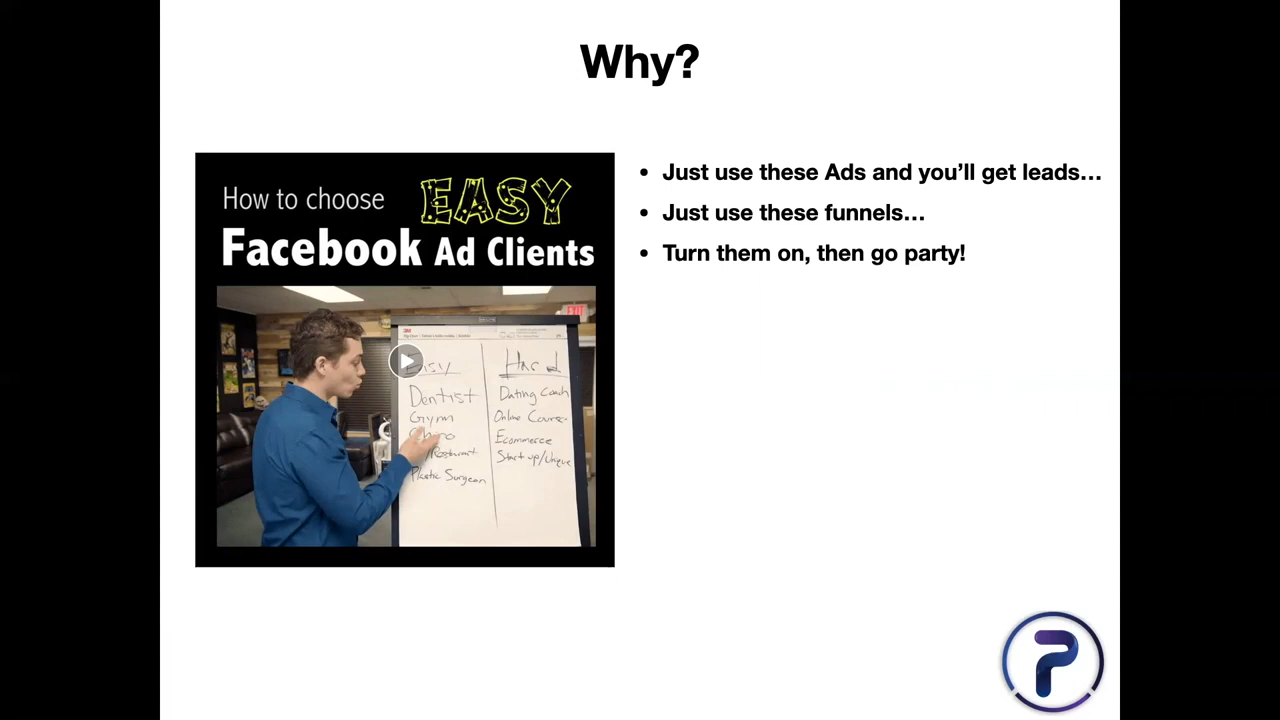 Why?
How to choose EASY
Facebook Ad Clients
Just use these Ads and you’ll get leads…
Just use these funnels…
Turn them on, then go party!
EXIT
3M
Easy
Hard
Dentist
Dating Coach
Gym
Online Course
Ecommerce
/Restaurant
Start up/Unique
Plastic Surgeon
P